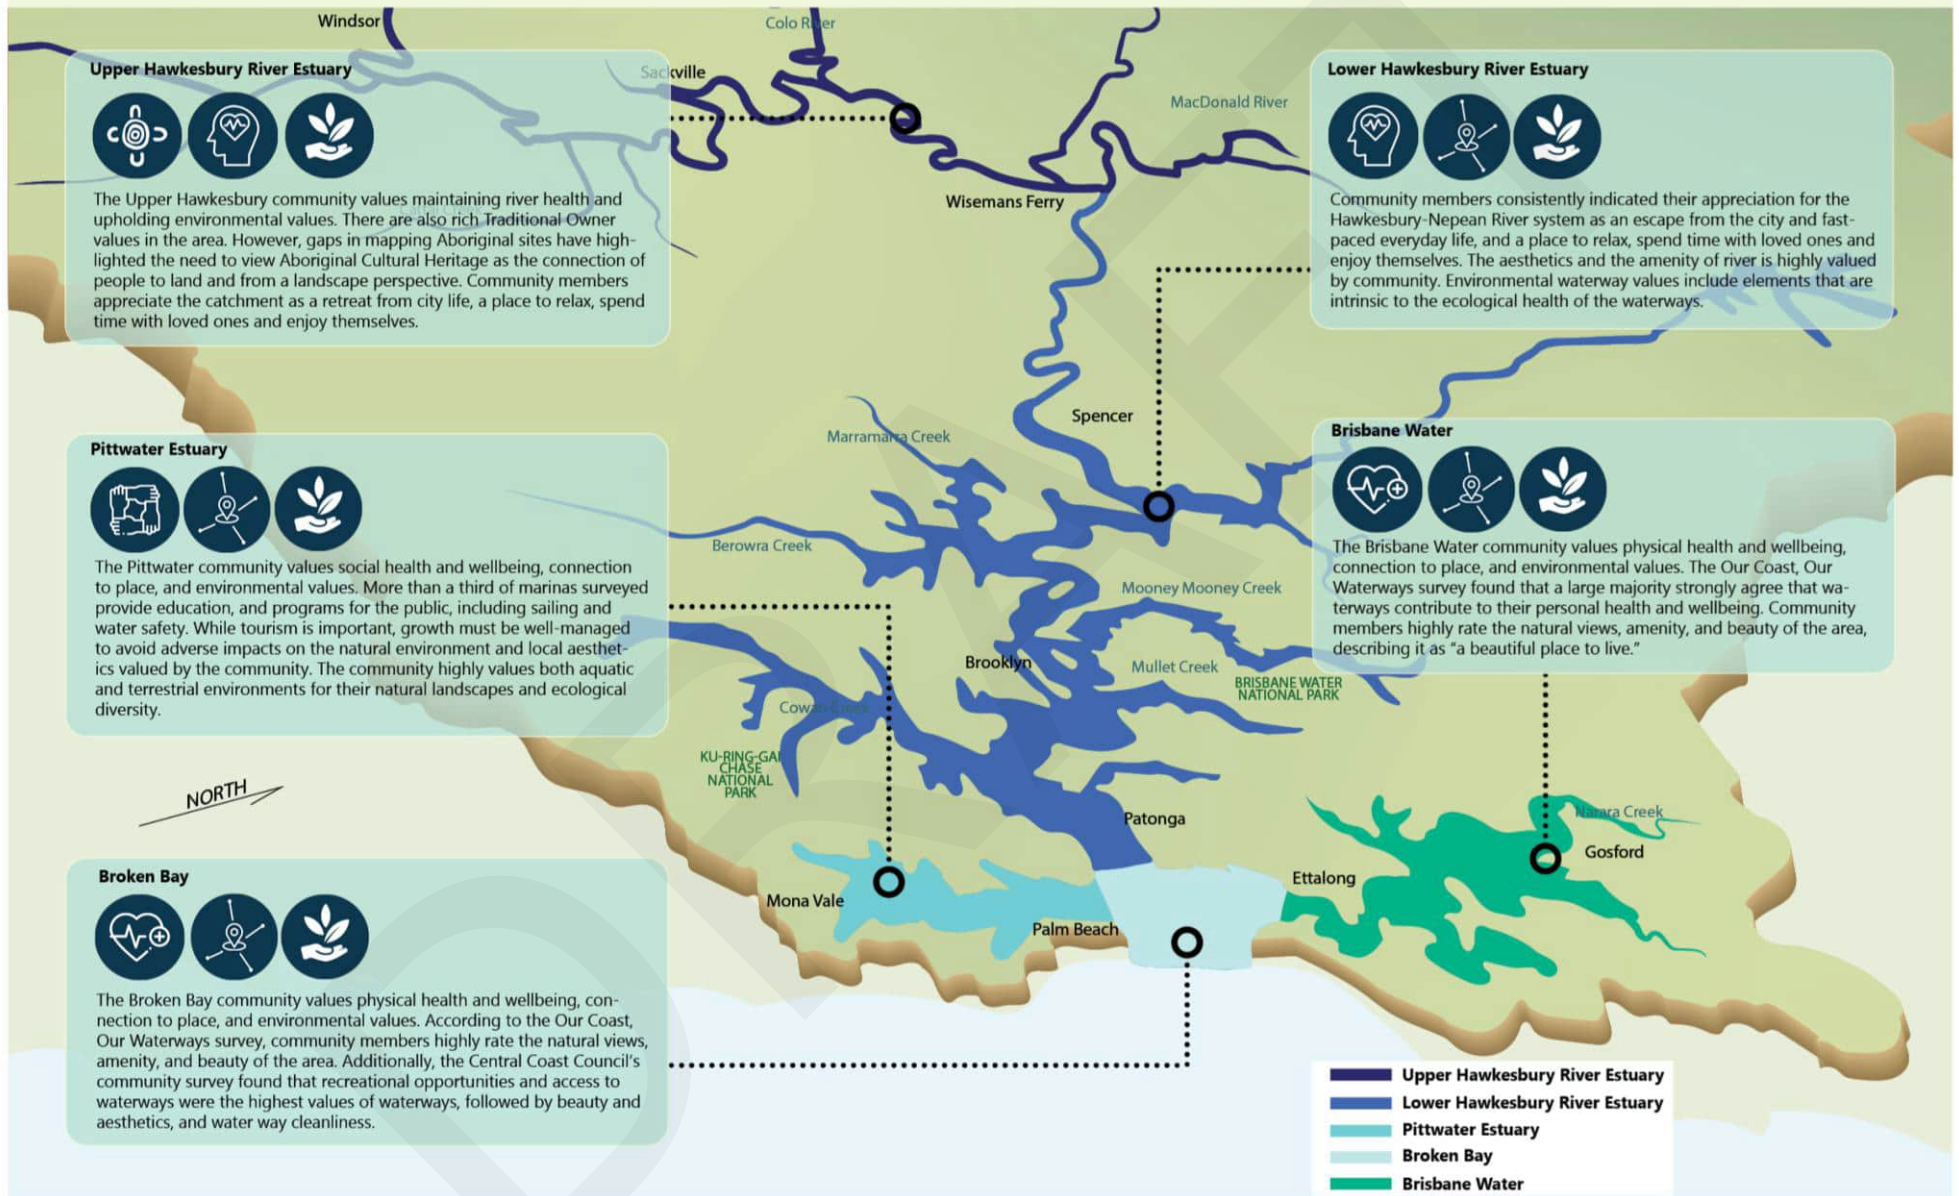 Windsor
Colo River
Sackville
MacDonald River
Wisemans Ferry
Upper Hawkesbury River Estuary
The Upper Hawkesbury community values maintaining river health and
upholding environmental values. There are also rich Traditional Owner
values in the area. However, gaps in mapping Aboriginal sites have high-
lighted the need to view Aboriginal Cultural Heritage as the connection of
people to land and from a landscape perspective. Community members
appreciate the catchment as a retreat from city life, a place to relax, spend
time with loved ones and enjoy themselves.
Lower Hawkesbury River Estuary
Community members consistently indicated their appreciation for the
Hawkesbury-Nepean River system as an escape from the city and fast-
paced everyday life, and a place to relax, spend time with loved ones and
enjoy themselves. The aesthetics and the amenity of river is highly valued
by community. Environmental waterway values include elements that are
intrinsic to the ecological health of the waterways.
Spencer
Marramarra Creek
Berowra Creek
Mooney Mooney Creek
Brooklyn
Mullet Creek
BRISBANE WATER
NATIONAL PARK
Cowan Creek
KU-RING-GAI
CHASE
NATIONAL
PARK
Pittwater Estuary
The Pittwater community values social health and wellbeing, connection
to place, and environmental values. More than a third of marinas surveyed
provide education, and programs for the public, including sailing and
water safety. While tourism is important, growth must be well-managed
to avoid adverse impacts on the natural environment and local aesthet-
ics valued by the community. The community highly values both aquatic
and terrestrial environments for their natural landscapes and ecological
diversity.
Brisbane Water
The Brisbane Water community values physical health and wellbeing,
connection to place, and environmental values. The Our Coast, Our
Waterways survey found that a large majority strongly agree that wa-
terways contribute to their personal health and wellbeing. Community
members highly rate the natural views, amenity, and beauty of the area,
describing it as “a beautiful place to live.”
NORTH
Patonga
Narara Creek
Gosford
Ettalong
Mona Vale
Palm Beach
Broken Bay
The Broken Bay community values physical health and wellbeing, con-
nection to place, and environmental values. According to the Our Coast,
Our Waterways survey, community members highly rate the natural views,
amenity, and beauty of the area. Additionally, the Central Coast Council's
community survey found that recreational opportunities and access to
waterways were the highest values of waterways, followed by beauty and
aesthetics, and water way cleanliness.
Upper Hawkesbury River Estuary
Lower Hawkesbury River Estuary
Pittwater Estuary
Broken Bay
Brisbane Water
DRAFT